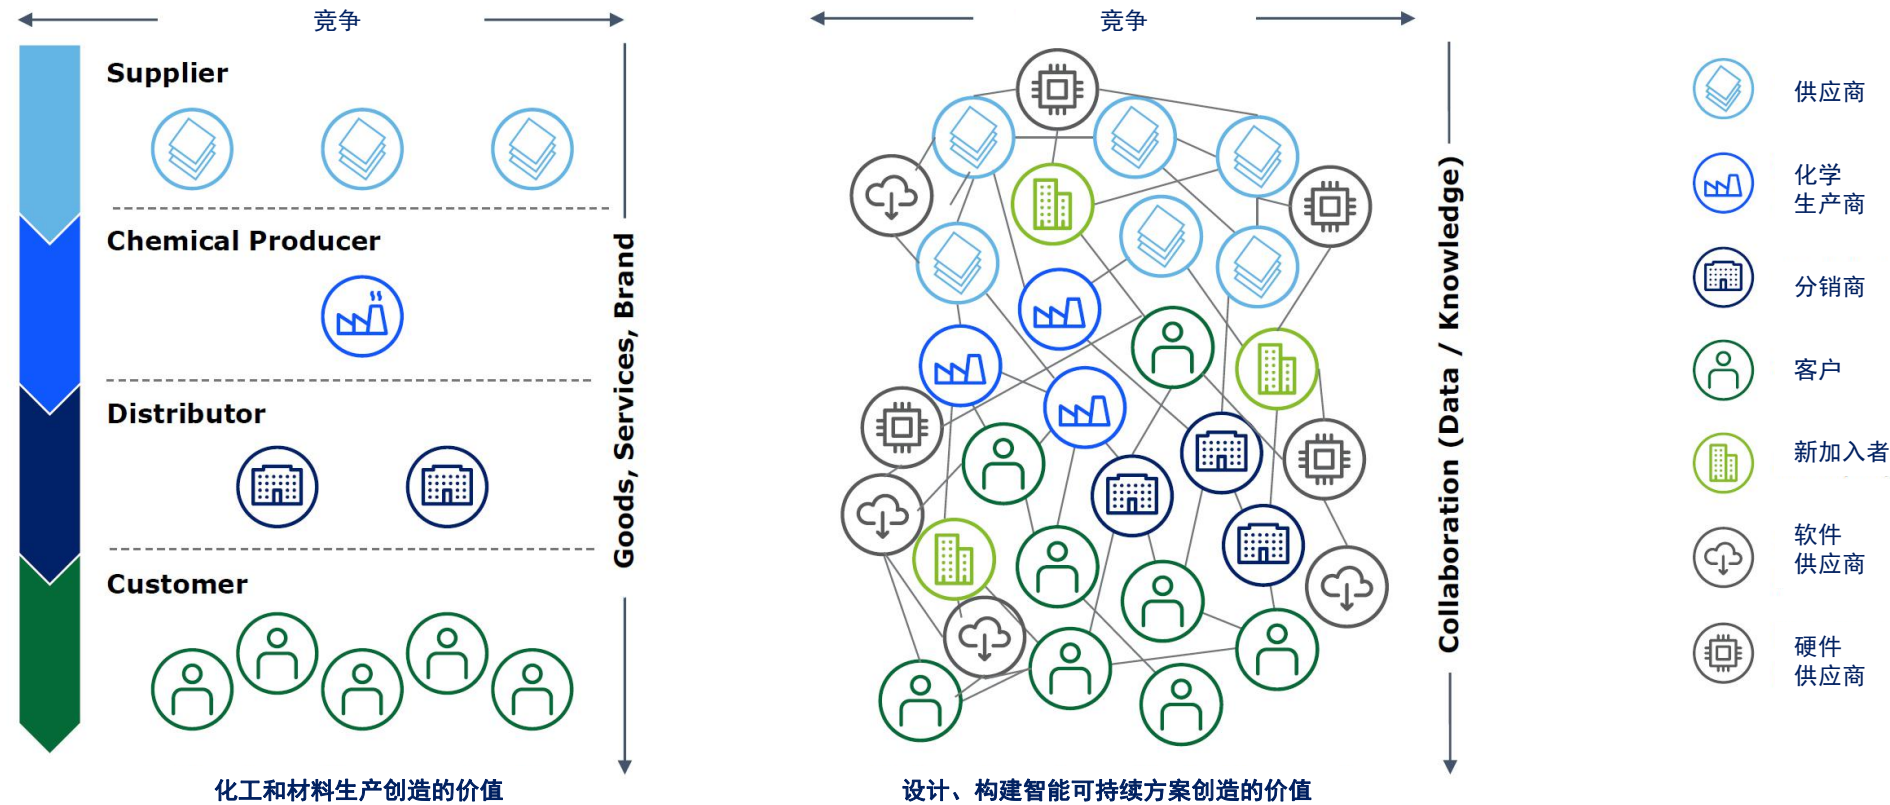 竞争
Supplier
Chemical Producer
Distributor
Customer
Goods, Services, Brand
化工和材料生产创造的价值
竞争
Collaboration (Data / Knowledge)
设计、构建智能可持续方案创造的价值
供应商
化学
生产商
分销商
客户
新加入者
软件
供应商
硬件
供应商